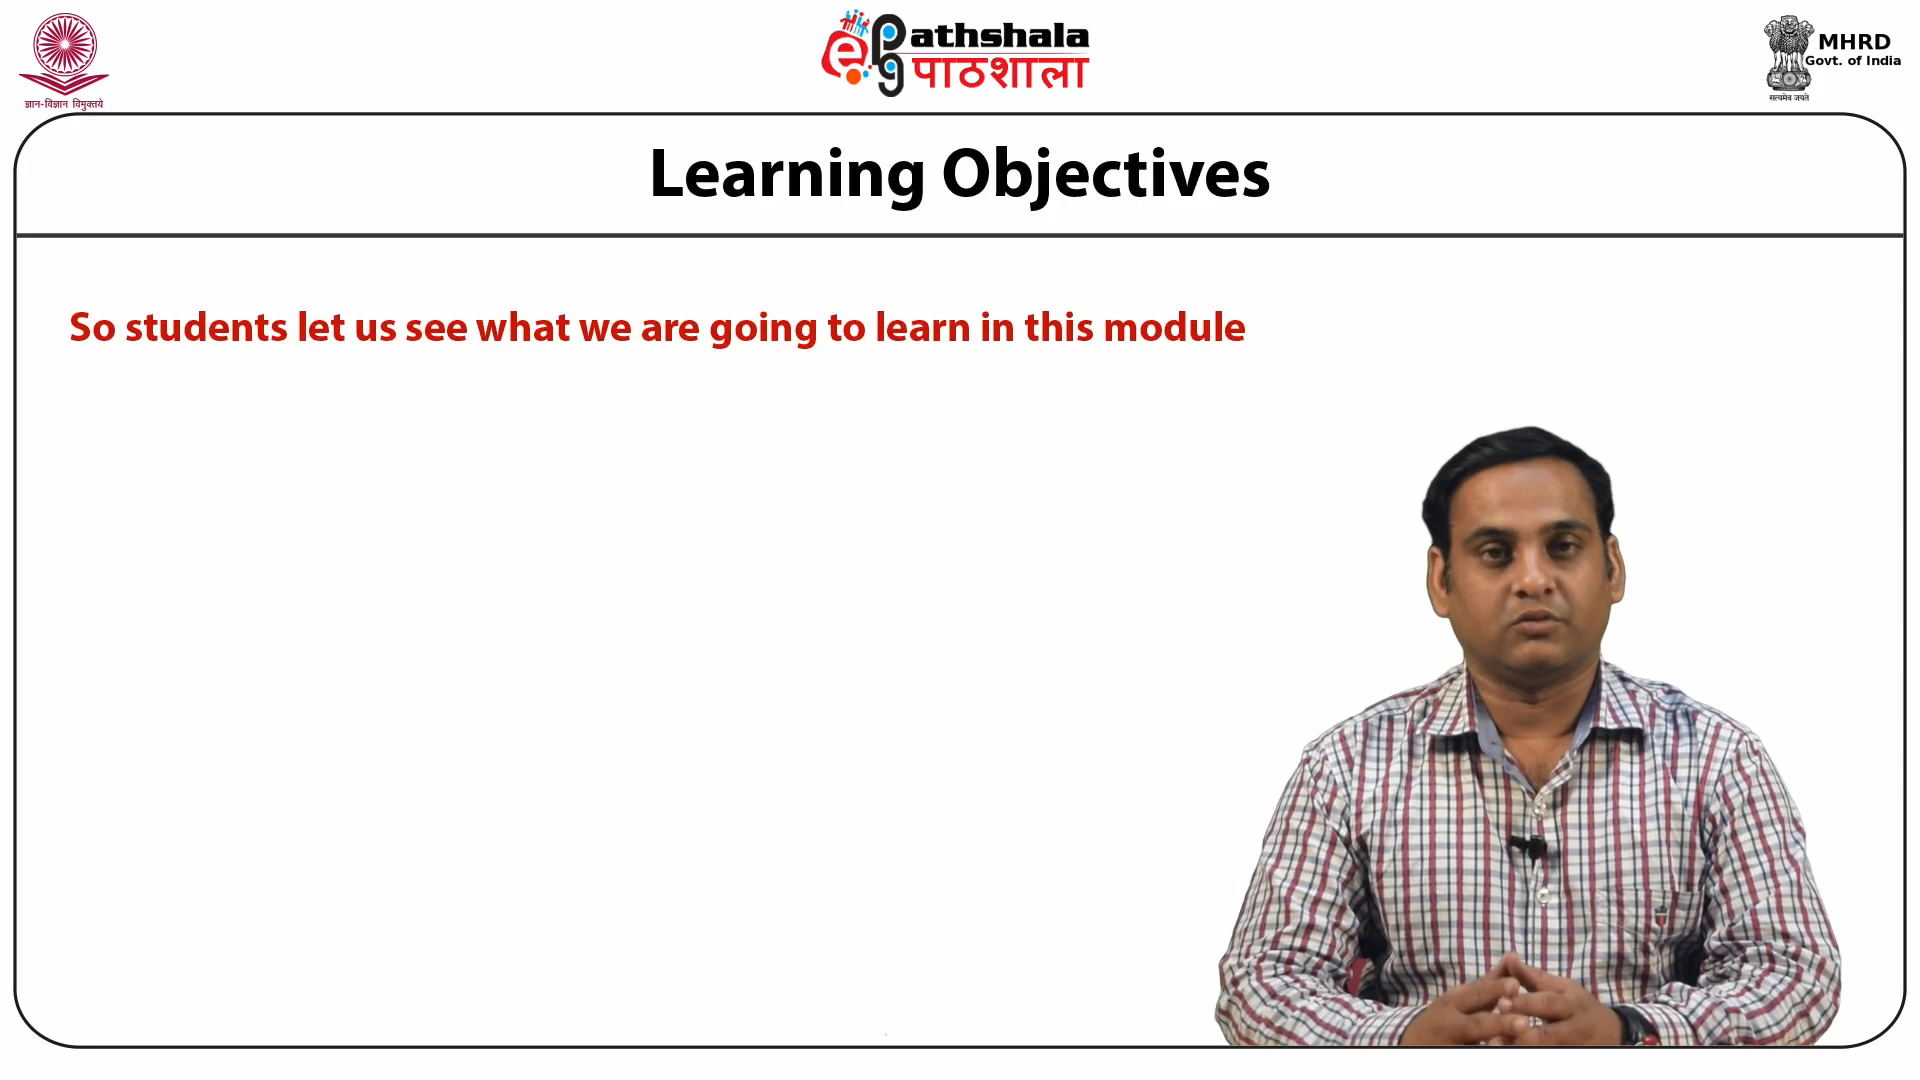 ज्ञान-विज्ञान विमुक्तये
ePathshala
पाठशाला
सत्यमेव जयते
MHRD
Govt. of India
Learning Objectives
So students let us see what we are going to learn in this module